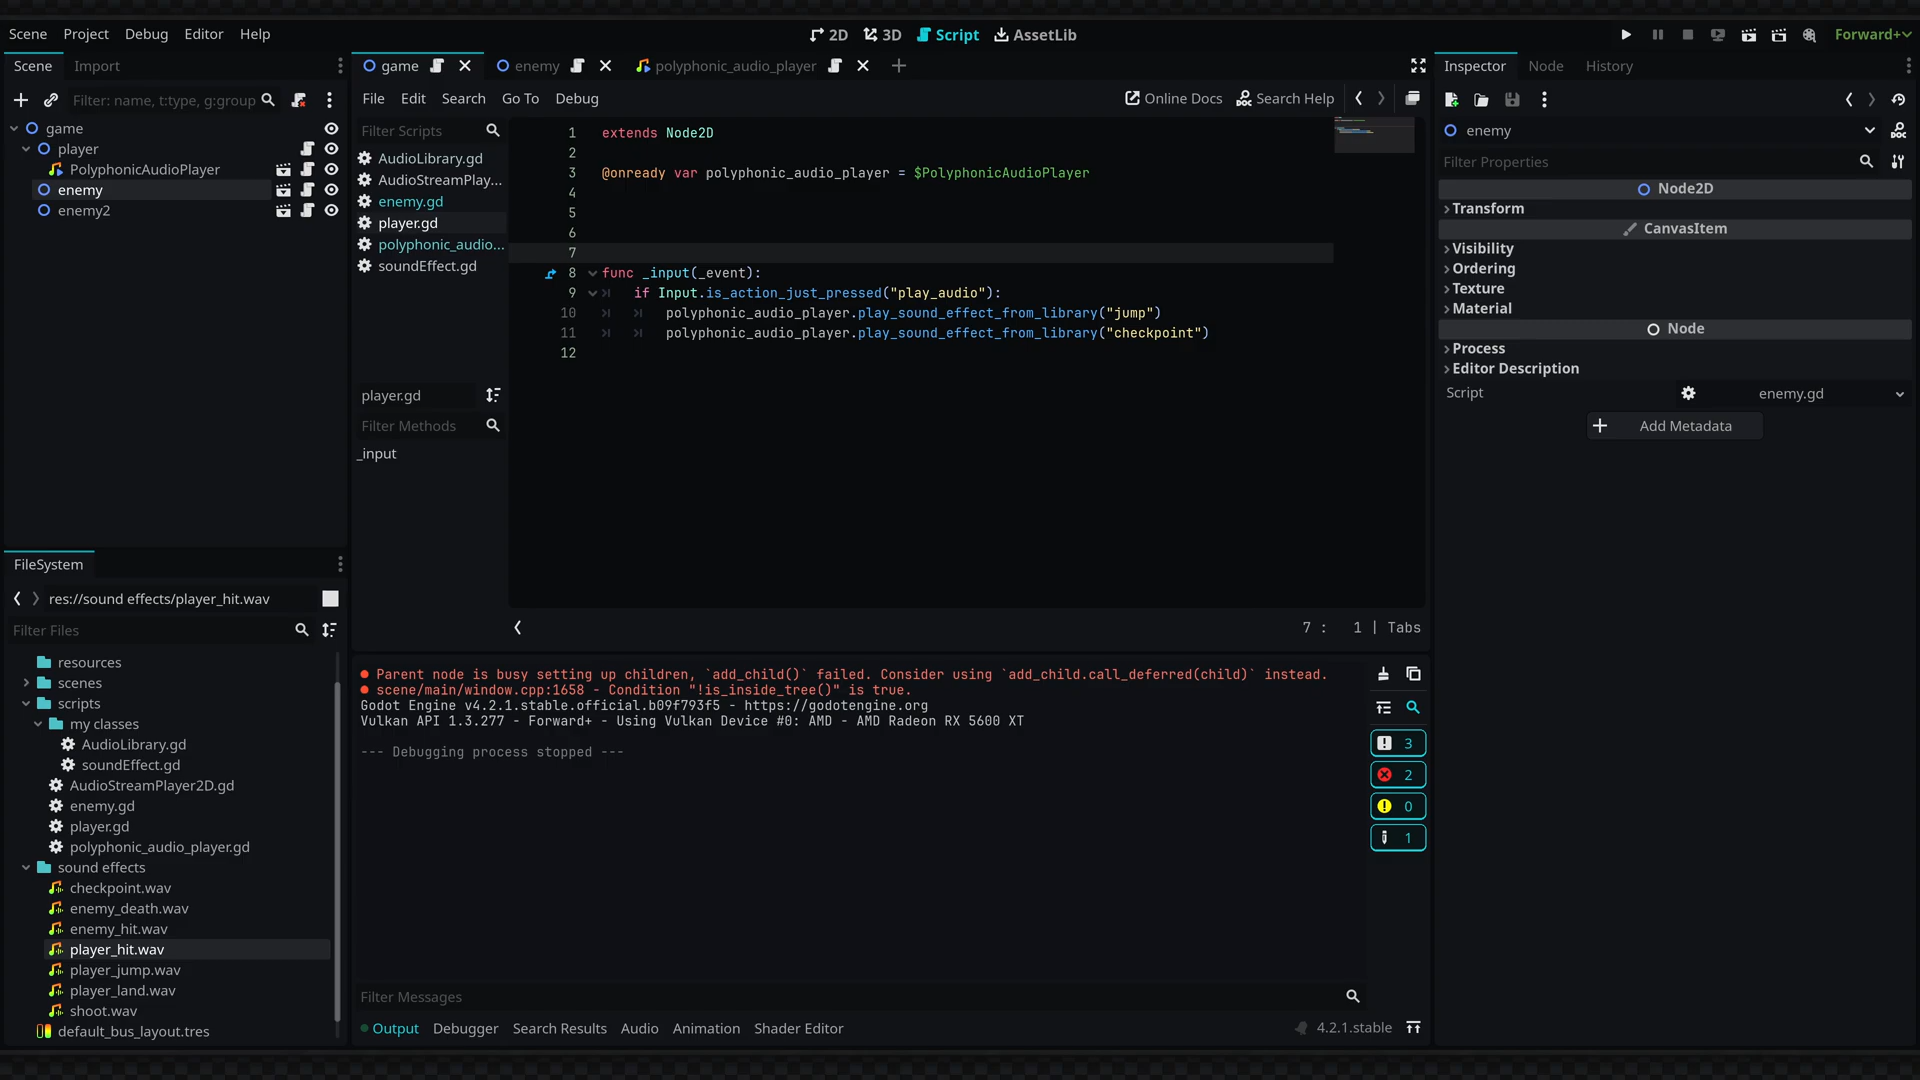 Scene Project Debug Editor Help
2D 3D Script AssetLib
Forward+
Scene Import
Filter: name, t:type, g:group
game
player
PolyphonicAudioPlayer
enemy
enemy2
game enemy polyphonic_audio_player
File Edit Search Go To Debug
Online Docs Search Help
Filter Scripts
AudioLibrary.gd
AudioStreamPlay...
enemy.gd
player.gd
polyphonic_audio...
soundEffect.gd
player.gd
Filter Methods
_input
1 extends Node2D
2
3 @onready var polyphonic_audio_player = $PolyphonicAudioPlayer
4
5
6
7
8 func _input(_event):
9 if Input.is_action_just_pressed("play_audio"):
10 polyphonic_audio_player.play_sound_effect_from_library("jump")
11 polyphonic_audio_player.play_sound_effect_from_library("checkpoint")
12
7 : 1 | Tabs
Inspector Node History
enemy
Filter Properties
Node2D
Transform
CanvasItem
Visibility
Ordering
Texture
Material
Node
Process
Editor Description
Script enemy.gd
Add Metadata
FileSystem
res://sound effects/player_hit.wav
Filter Files
resources
scenes
scripts
my classes
AudioLibrary.gd
soundEffect.gd
AudioStreamPlayer2D.gd
enemy.gd
player.gd
polyphonic_audio_player.gd
sound effects
checkpoint.wav
enemy_death.wav
enemy_hit.wav
player_hit.wav
player_jump.wav
player_land.wav
shoot.wav
default_bus_layout.tres
Parent node is busy setting up children, `add_child()` failed. Consider using `add_child.call_deferred(child)` instead.
scene/main/window.cpp:1658 - Condition "!is_inside_tree()" is true.
Godot Engine v4.2.1.stable.official.b09f793f5 - https://godotengine.org
Vulkan API 1.3.277 - Forward+ - Using Vulkan Device #0: AMD - AMD Radeon RX 5600 XT
--- Debugging process stopped ---
3
2
0
1
Filter Messages
Output Debugger Search Results Audio Animation Shader Editor
4.2.1.stable